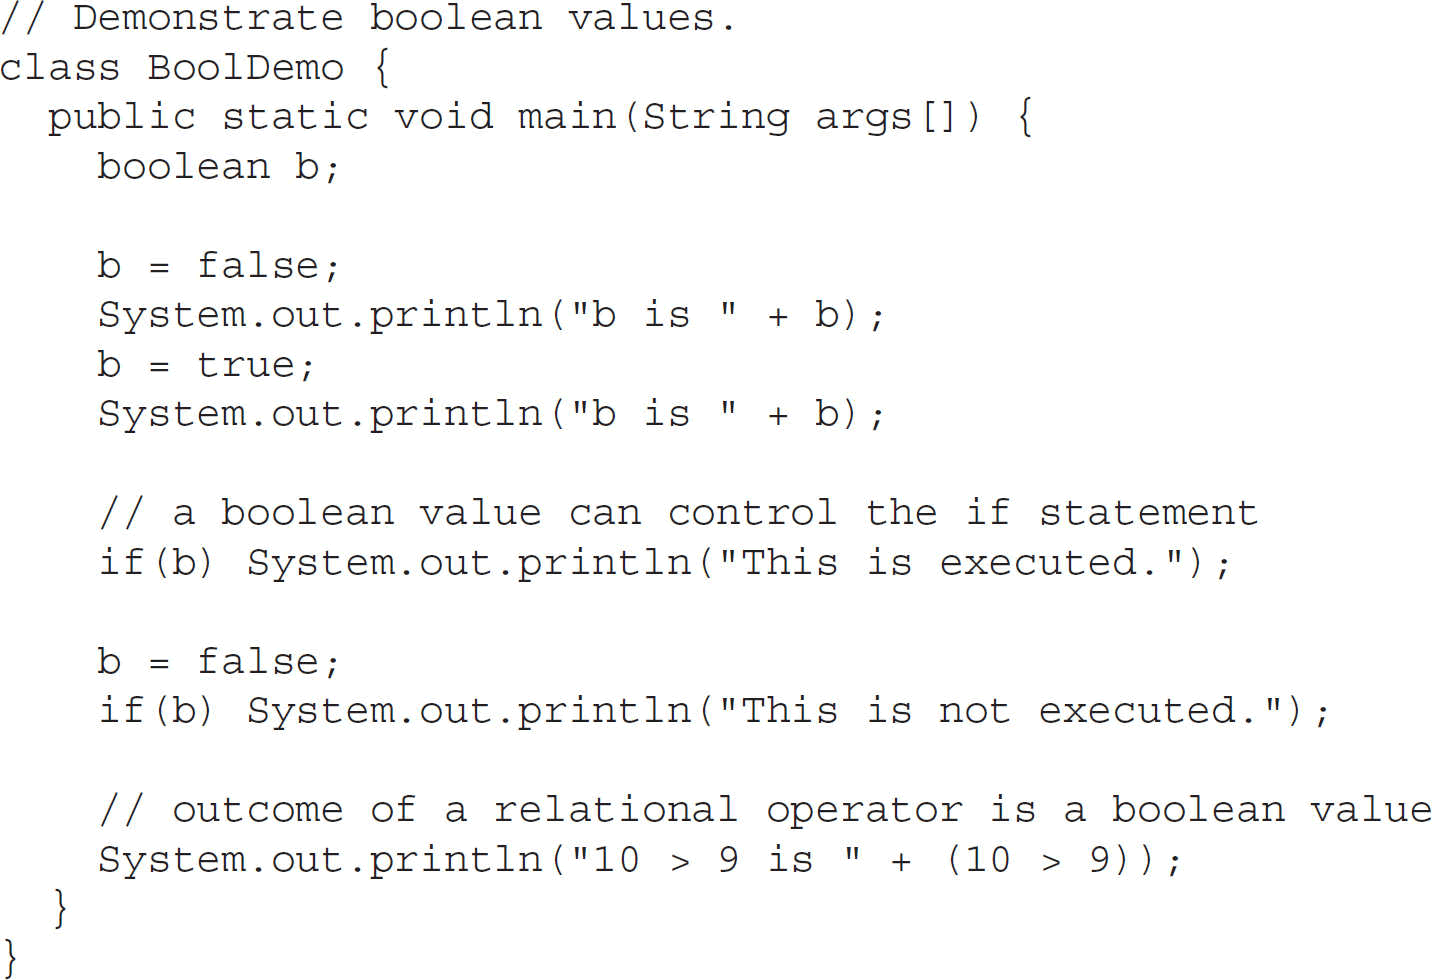 // Demonstrate boolean values.
class BoolDemo {
  public static void main(String args[]) {
    boolean b;

    b = false;
    System.out.println("b is " + b);
    b = true;
    System.out.println("b is " + b);

    // a boolean value can control the if statement
    if(b) System.out.println("This is executed.");

    b = false;
    if(b) System.out.println("This is not executed.");

    // outcome of a relational operator is a boolean value
    System.out.println("10 > 9 is " + (10 > 9));
  }
}